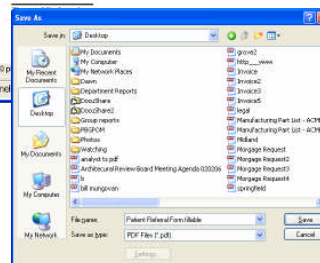 Save As
Save in: Desktop
My Recent Documents
Desktop
My Documents
My Computer
My Network
My Documents
My Computer
My Network Places
Dawn
Department Reports
DocuShare
DocuShare2
Group reports
PBGPOM
Photos
Watching
analyst to pdf
Architecural Review Board Meeting Agenda 020206
b
bill mungovan
grove2
http___www
Invoice
Invoice2
Invoice3
Invoice5
legal
Manufacturing Part List - ACME
Manufacturing Part List - ACME
Midland
Morgage Request
Morgage Request2
Morgage Request3
Morgage Request4
springfield
File name: Patient Referral Form fillable
Save
Save as type: PDF Files (*.pdf)
Cancel
Settings...